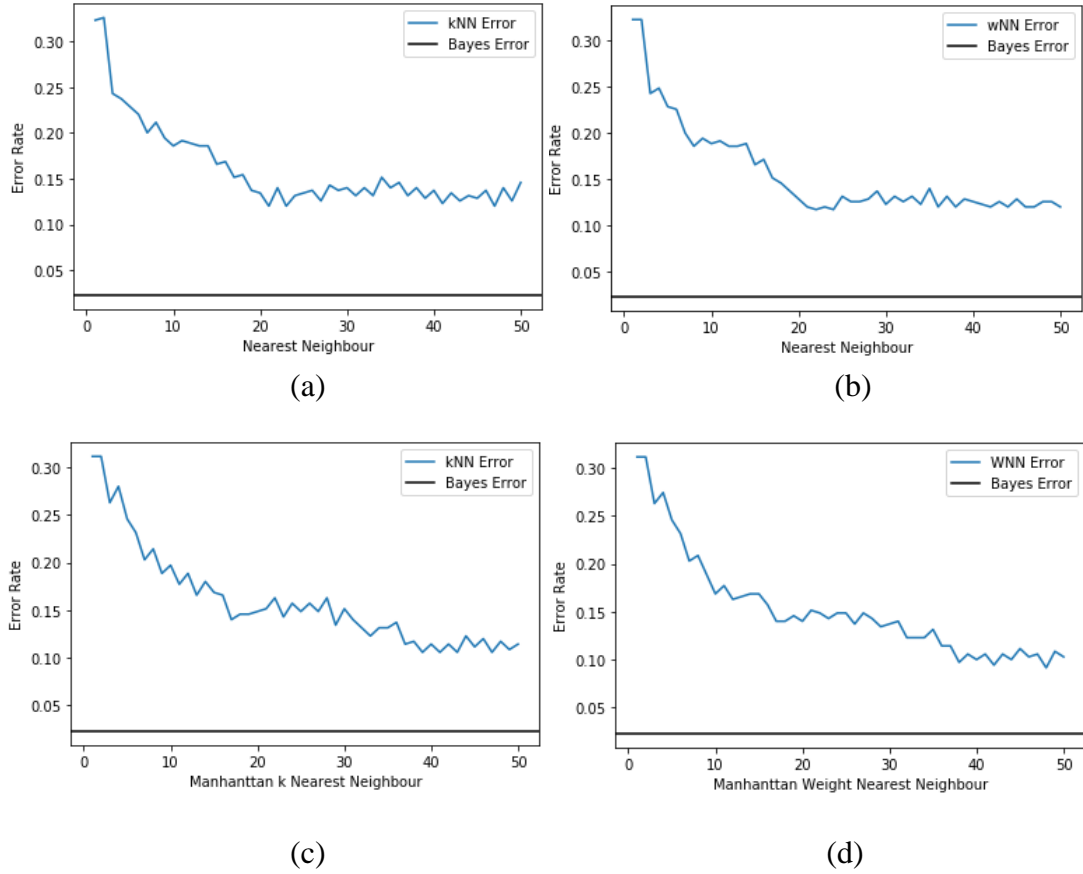 kNN Error
Bayes Error
Error Rate
0.30
0.25
0.20
0.15
0.10
0.05
0 10 20 30 40 50
Nearest Neighbour
(a)
wNN Error
Bayes Error
Error Rate
0.30
0.25
0.20
0.15
0.10
0.05
0 10 20 30 40 50
Nearest Neighbour
(b)
kNN Error
Bayes Error
Error Rate
0.30
0.25
0.20
0.15
0.10
0.05
0 10 20 30 40 50
Manhanttan k Nearest Neighbour
(c)
WNN Error
Bayes Error
Error Rate
0.30
0.25
0.20
0.15
0.10
0.05
0 10 20 30 40 50
Manhanttan Weight Nearest Neighbour
(d)